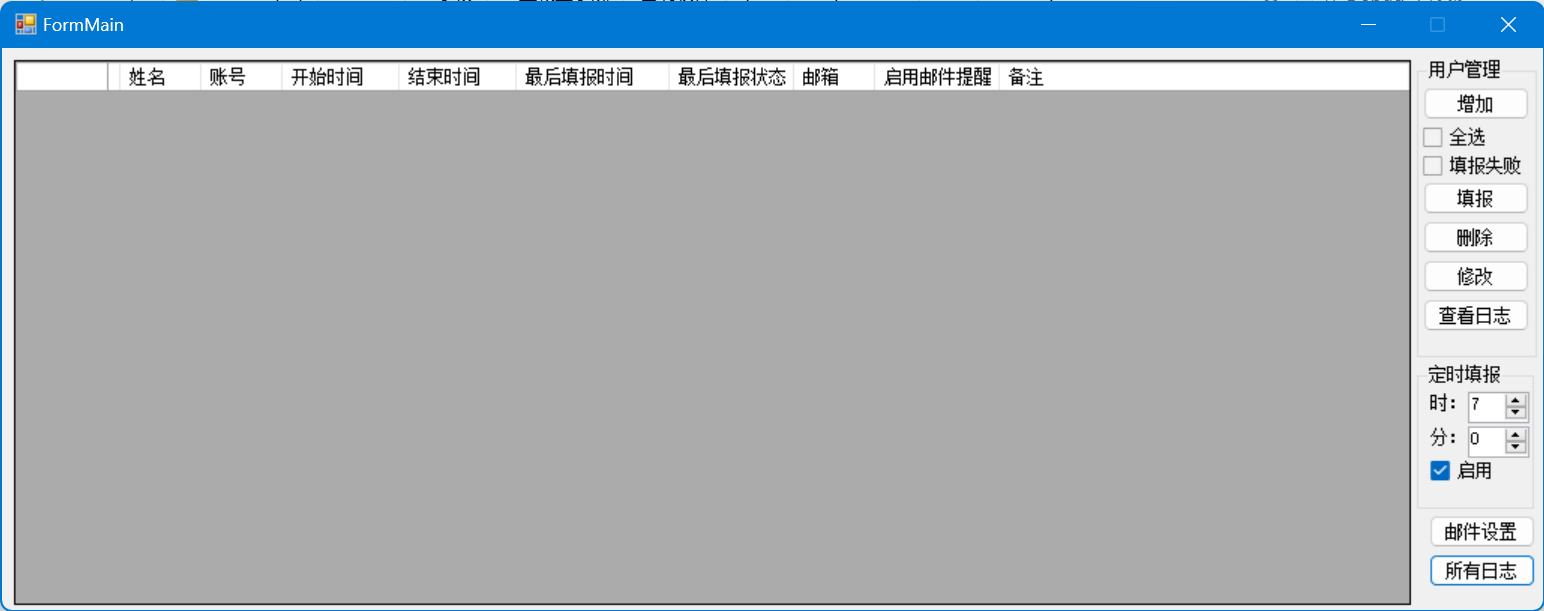 FormMain
姓名 账号 开始时间 结束时间 最后填报时间 最后填报状态 邮箱 启用邮件提醒 备注
用户管理
增加
全选
填报失败
填报
删除
修改
查看日志
定时填报
时: 7
分: 0
启用
邮件设置
所有日志